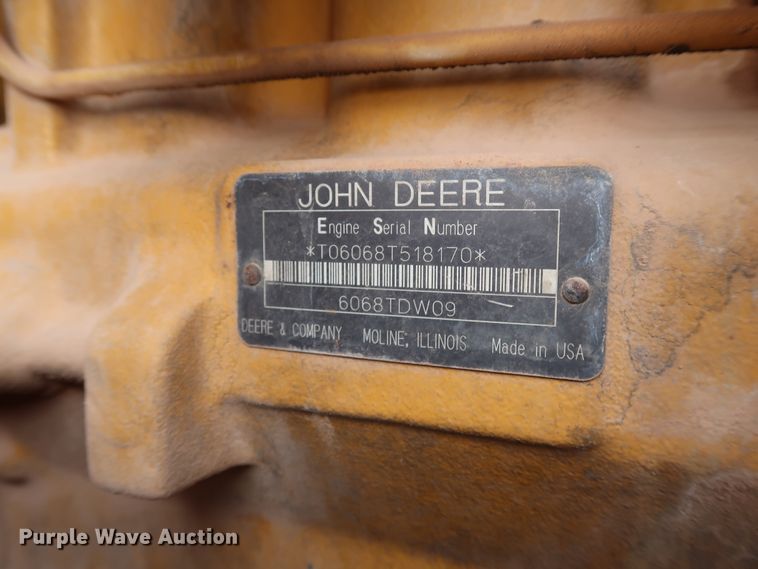 JOHN DEERE
Engine Serial Number
*T06068T518170*
6068TDW09
DEERE & COMPANY MOLINE, ILLINOIS Made in USA
Purple Wave Auction